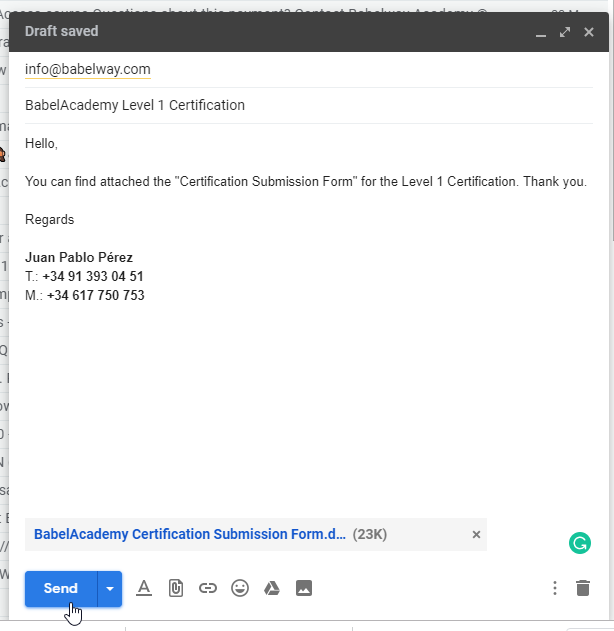 Draft saved
info@babelway.com
BabelAcademy Level 1 Certification
Hello,
You can find attached the "Certification Submission Form" for the Level 1 Certification. Thank you.
Regards
Juan Pablo Pérez
T.: +34 91 393 04 51
M.: +34 617 750 753
BabelAcademy Certification Submission Form.d... (23K)
Send